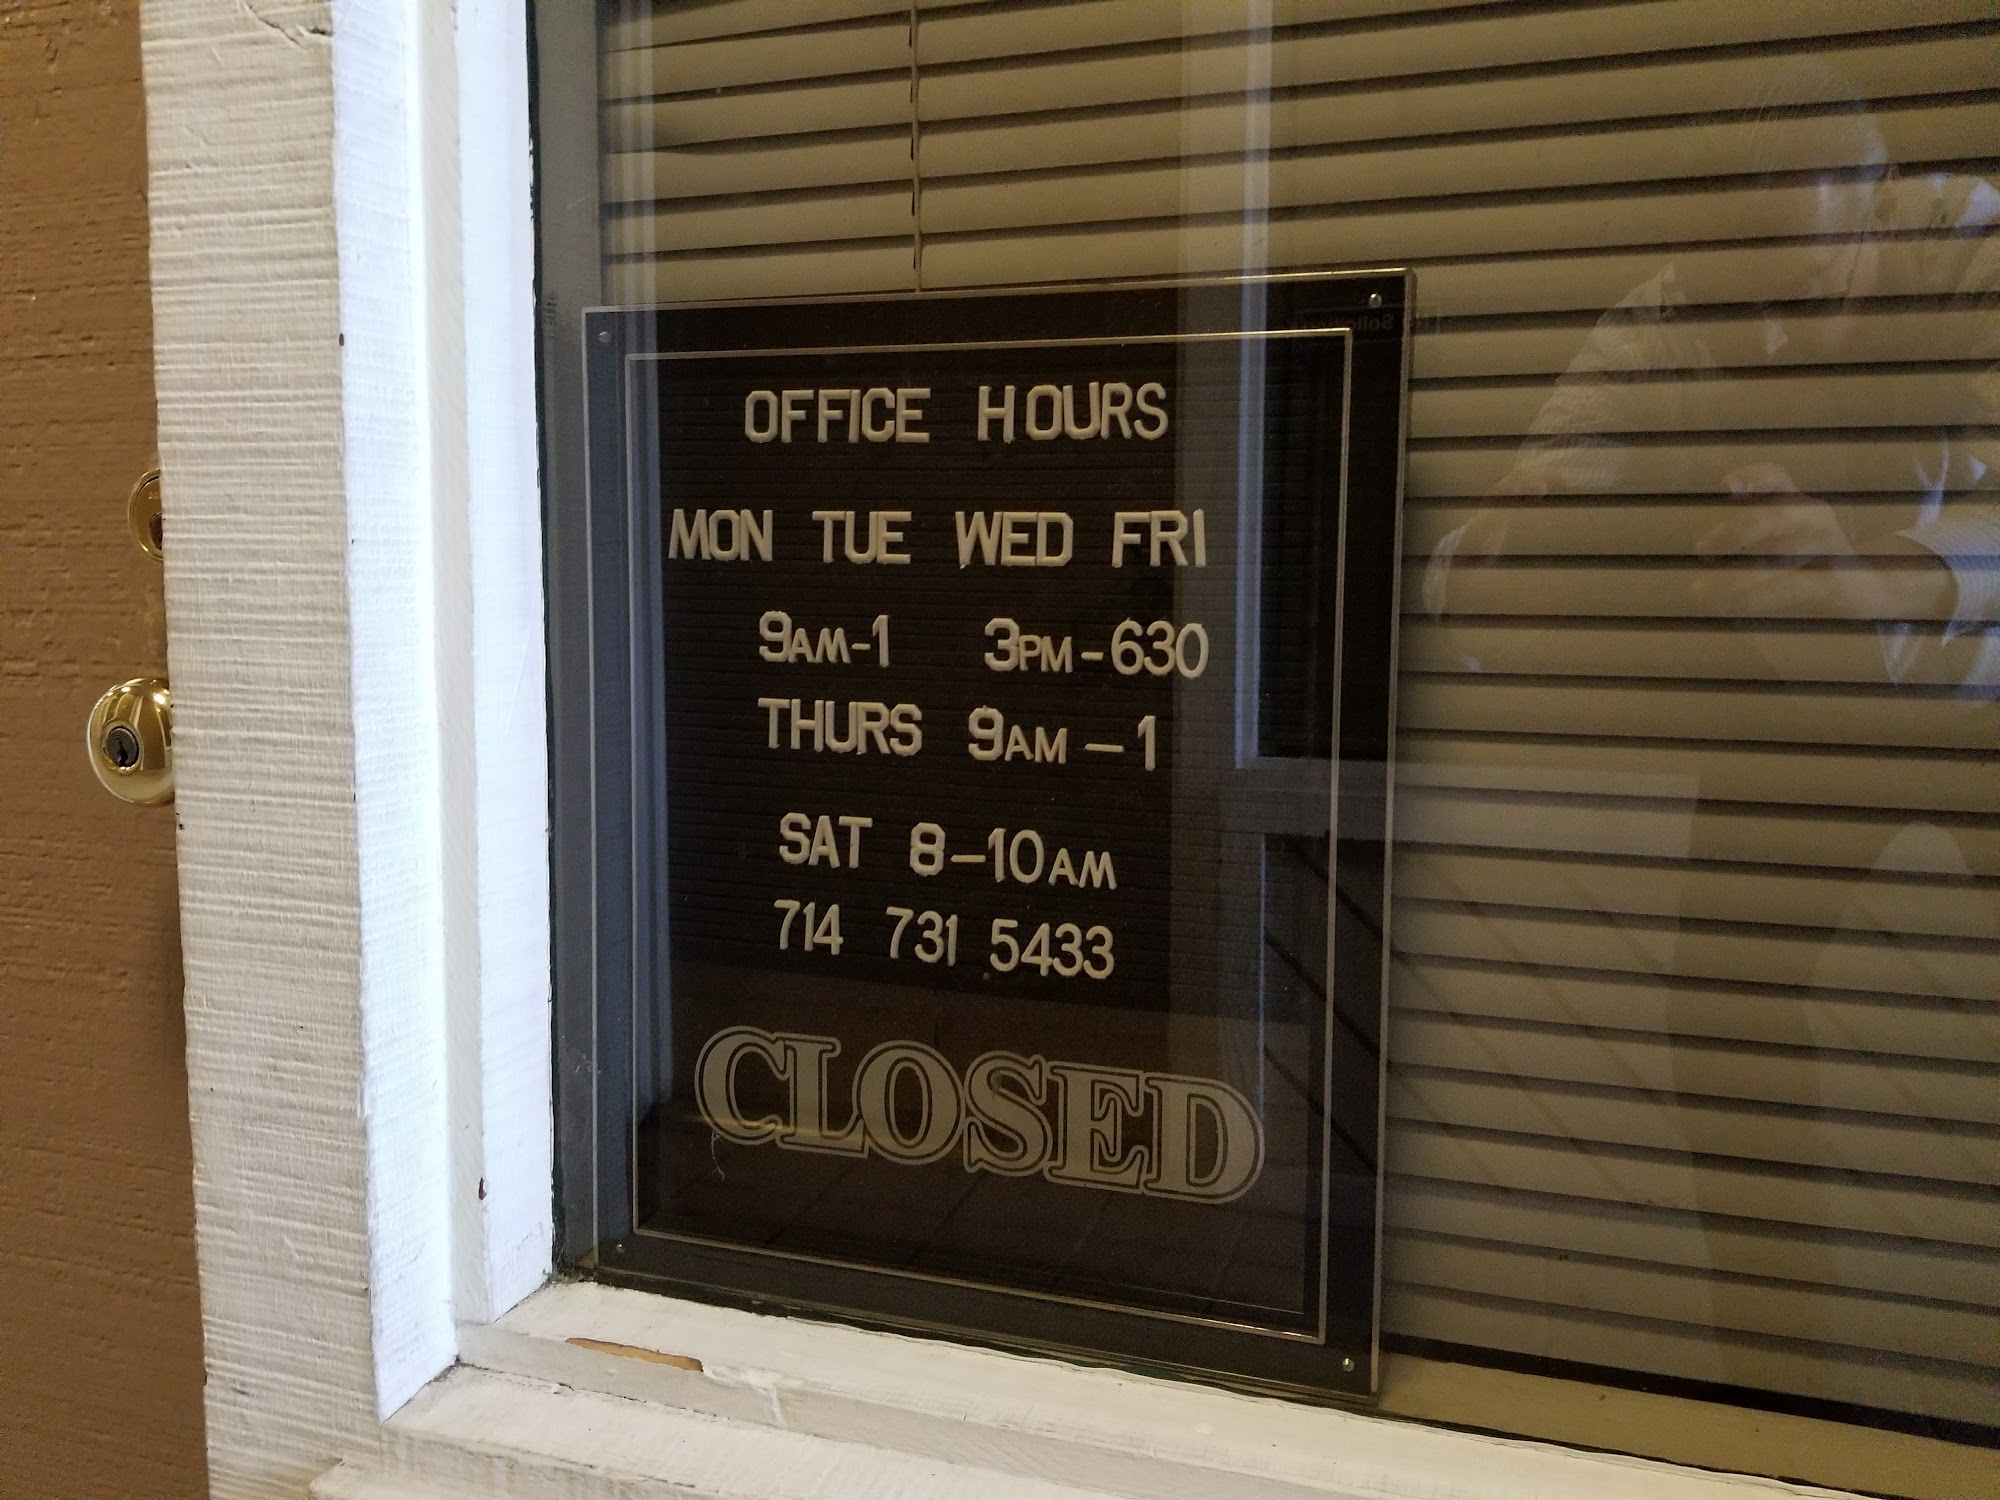 OFFICE HOURS
MON TUE WED FRI
9AM-1 3PM-630
THURS 9AM-1
SAT 8-10AM
714 731 5433
CLOSED